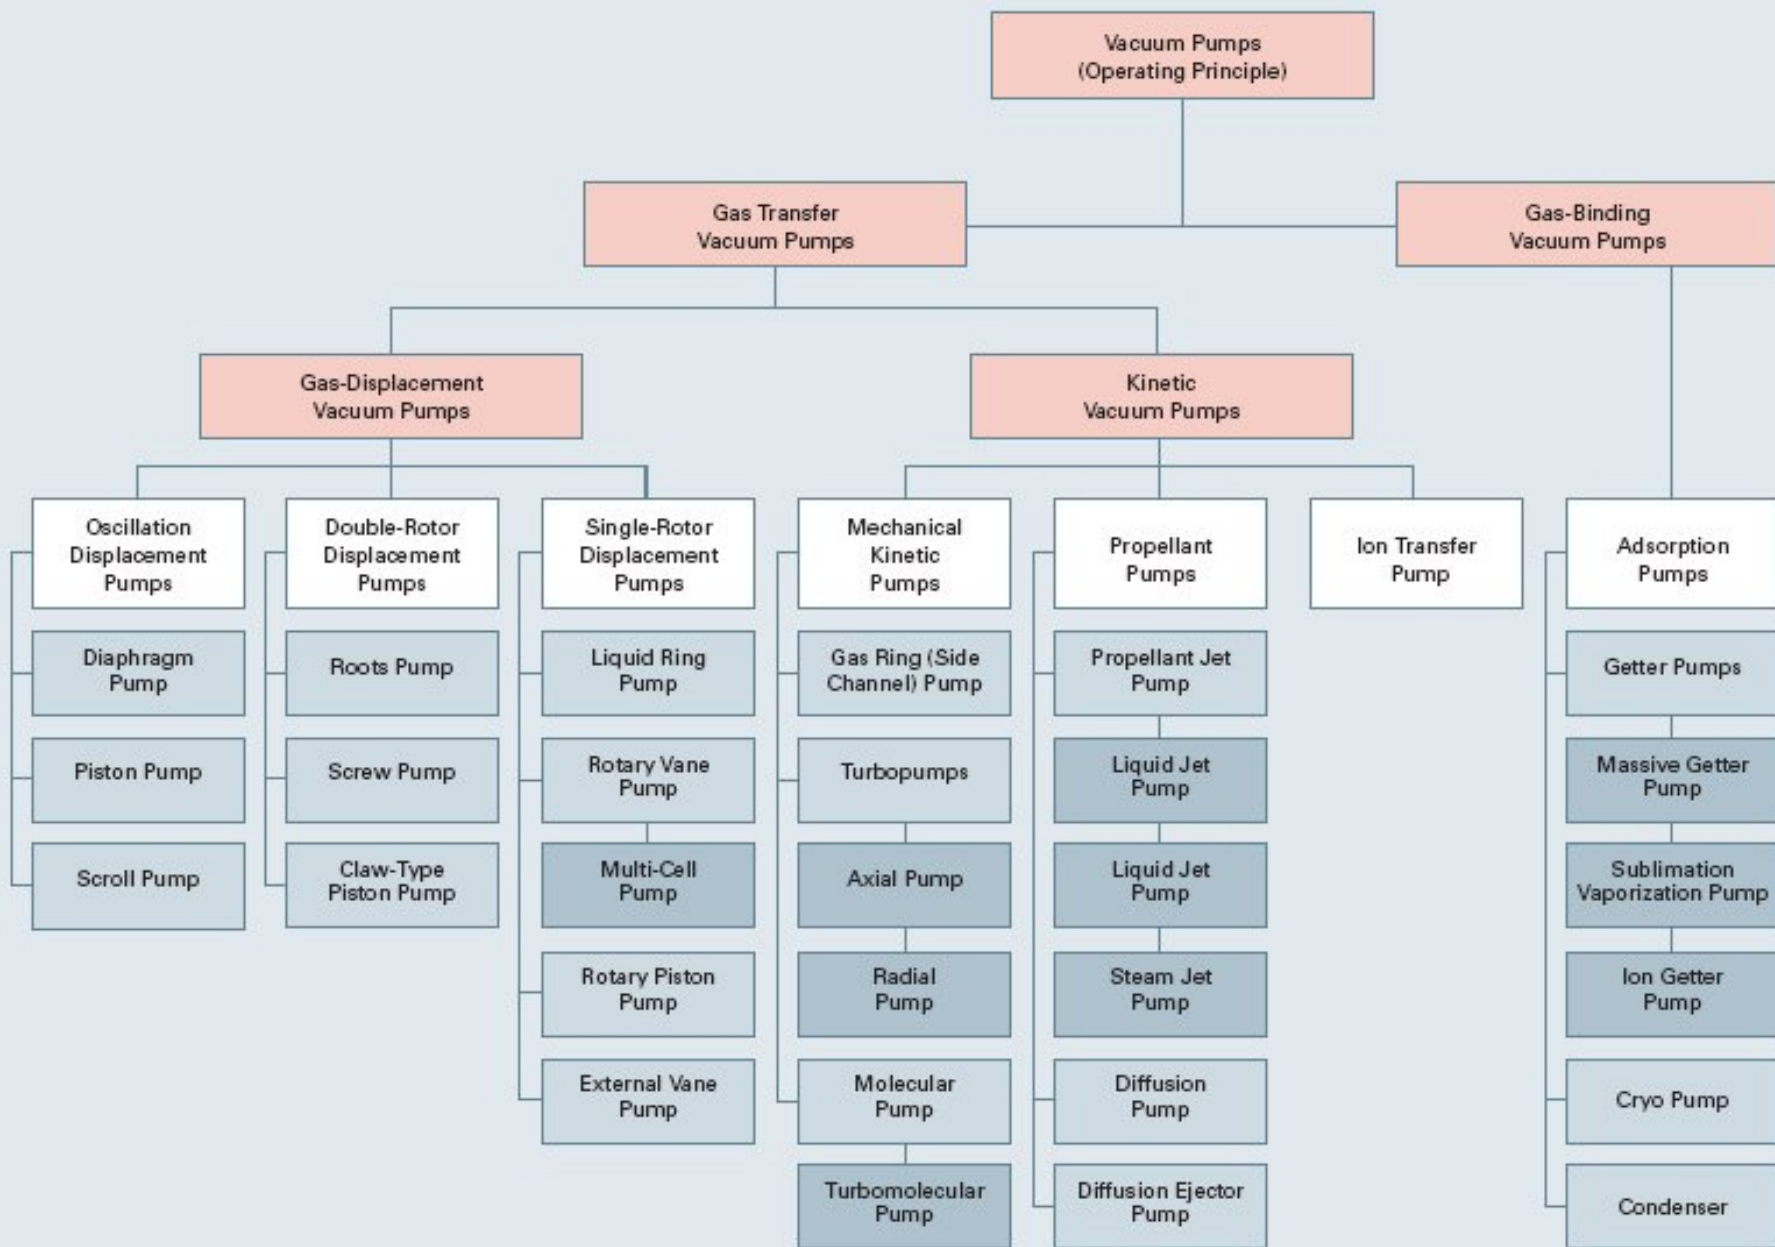 Vacuum Pumps
(Operating Principle)
Gas Transfer
Vacuum Pumps
Gas-Binding
Vacuum Pumps
Gas-Displacement
Vacuum Pumps
Kinetic
Vacuum Pumps
Oscillation
Displacement
Pumps
Double-Rotor
Displacement
Pumps
Single-Rotor
Displacement
Pumps
Mechanical
Kinetic
Pumps
Propellant
Pumps
Ion Transfer
Pump
Adsorption
Pumps
Diaphragm
Pump
Roots Pump
Liquid Ring
Pump
Gas Ring (Side
Channel) Pump
Propellant Jet
Pump
Getter Pumps
Piston Pump
Screw Pump
Rotary Vane
Pump
Turbopumps
Liquid Jet
Pump
Massive Getter
Pump
Scroll Pump
Claw-Type
Piston Pump
Multi-Cell
Pump
Axial Pump
Liquid Jet
Pump
Sublimation
Vaporization Pump
Rotary Piston
Pump
Radial
Pump
Steam Jet
Pump
Ion Getter
Pump
External Vane
Pump
Molecular
Pump
Diffusion
Pump
Cryo Pump
Turbomolecular
Pump
Diffusion Ejector
Pump
Condenser